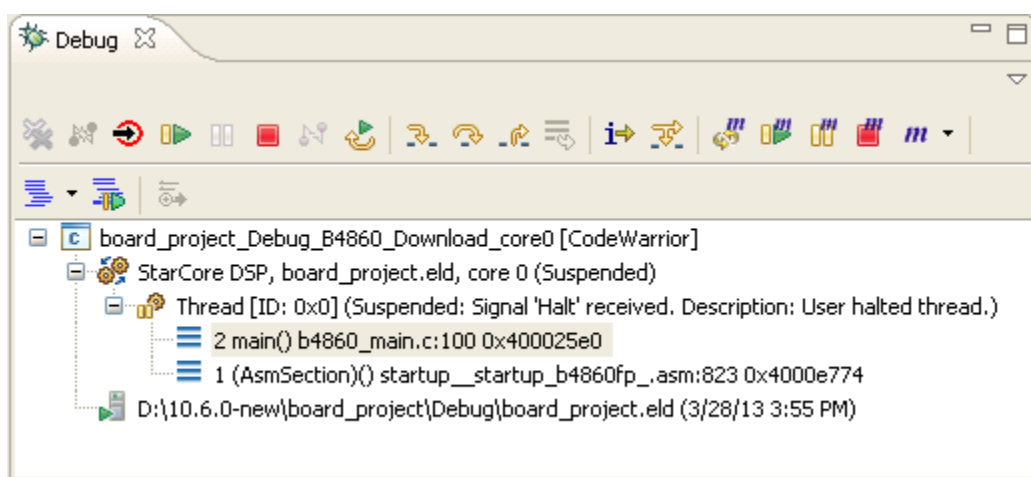 Debug
i m m m m m
c board_project_Debug_B4860_Download_core0 [CodeWarrior]
StarCore DSP, board_project.eld, core 0 (Suspended)
Thread [ID: 0x0] (Suspended: Signal 'Halt' received. Description: User halted thread.)
2 main() b4860_main.c:100 0x400025e0
1 (AsmSection)() startup__startup_b4860fp_.asm:823 0x4000e774
D:\10.6.0-new\board_project\Debug\board_project.eld (3/28/13 3:55 PM)